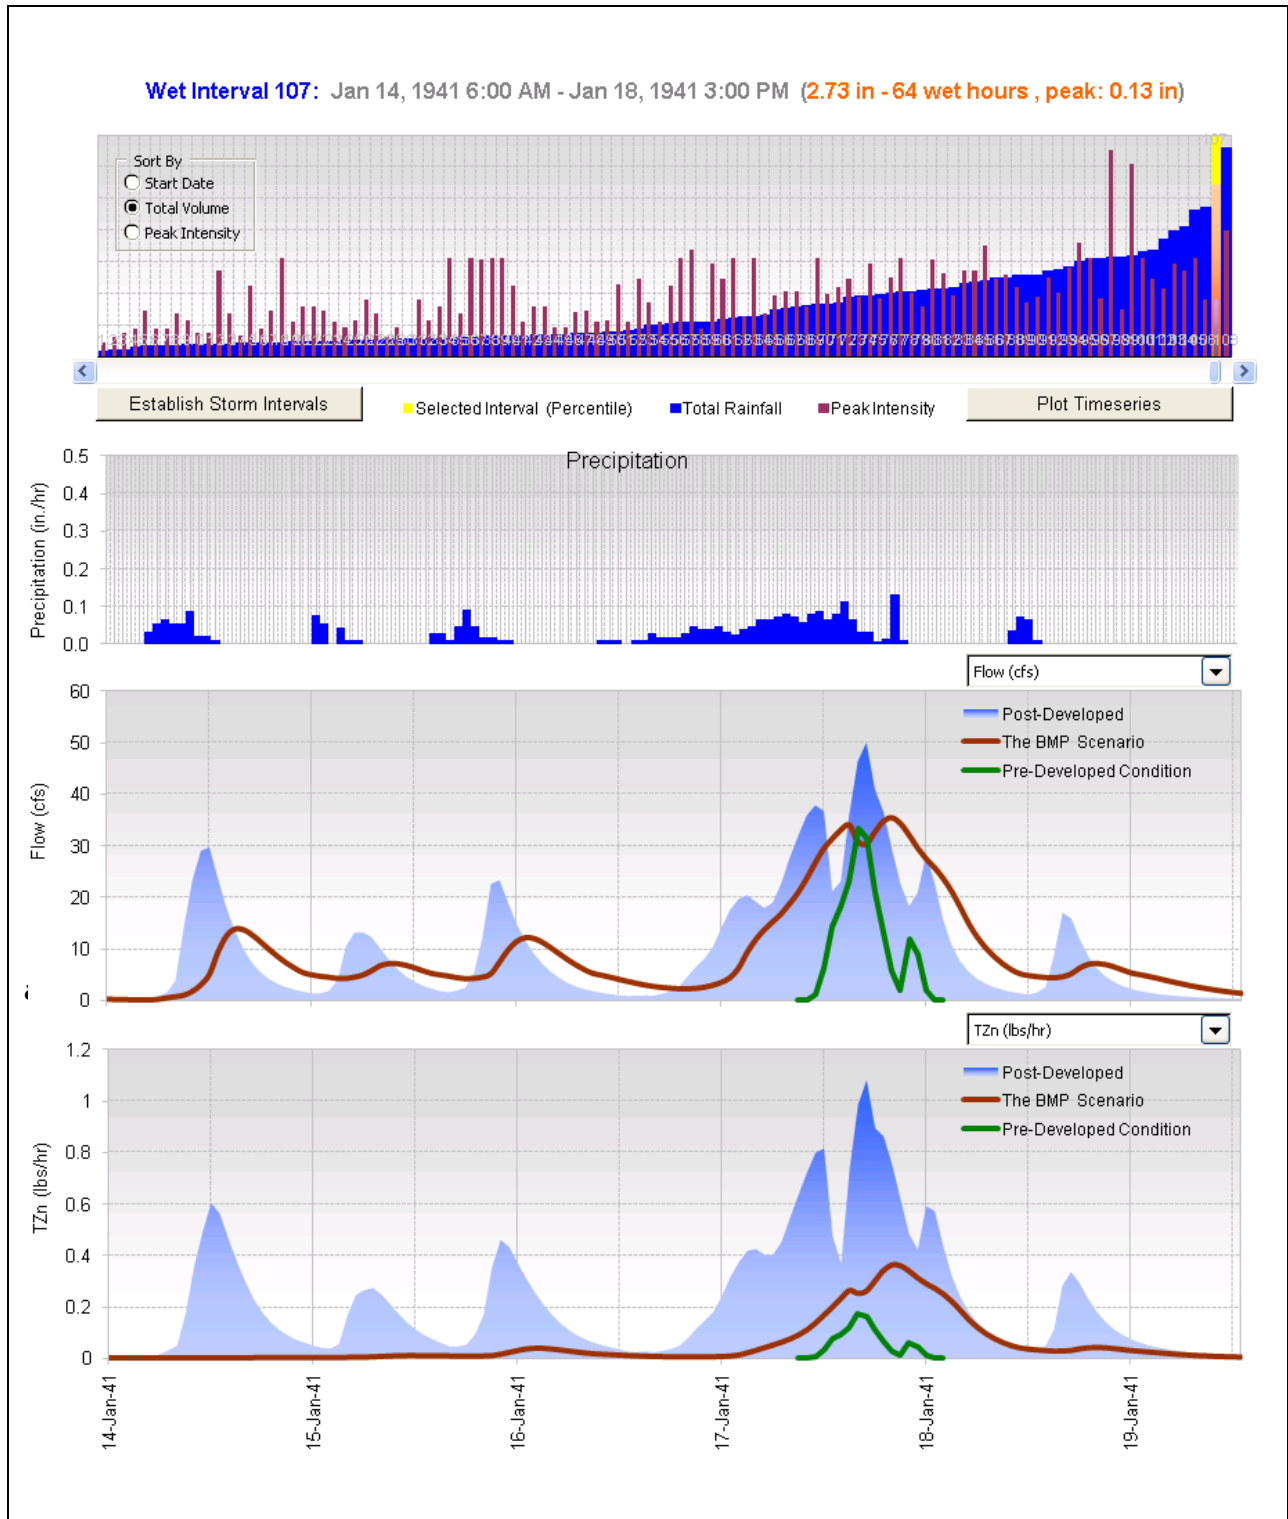 Wet Interval 107: Jan 14, 1941 6:00 AM - Jan 18, 1941 3:00 PM (2.73 in - 64 wet hours , peak: 0.13 in)
Sort By
Start Date
Total Volume
Peak Intensity
Establish Storm Intervals
Selected Interval (Percentile)
Total Rainfall
Peak Intensity
Plot Timeseries
Precipitation
Precipitation (in./hr)
0.5
0.4
0.3
0.2
0.1
0.0
Flow (cfs)
Flow (cfs)
60
50
40
30
20
10
0
Post-Developed
The BMP Scenario
Pre-Developed Condition
TZn (lbs/hr)
TZn (lbs/hr)
1.2
1
0.8
0.6
0.4
0.2
0
Post-Developed
The BMP Scenario
Pre-Developed Condition
14-Jan-41
15-Jan-41
16-Jan-41
17-Jan-41
18-Jan-41
19-Jan-41